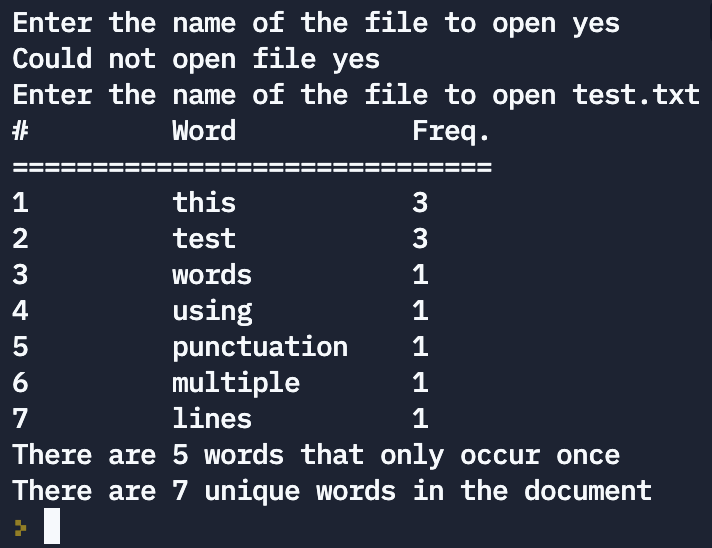 Enter the name of the file to open yes
Could not open file yes
Enter the name of the file to open test.txt
# Word Freq.
==============================
1 this 3
2 test 3
3 words 1
4 using 1
5 punctuation 1
6 multiple 1
7 lines 1
There are 5 words that only occur once
There are 7 unique words in the document